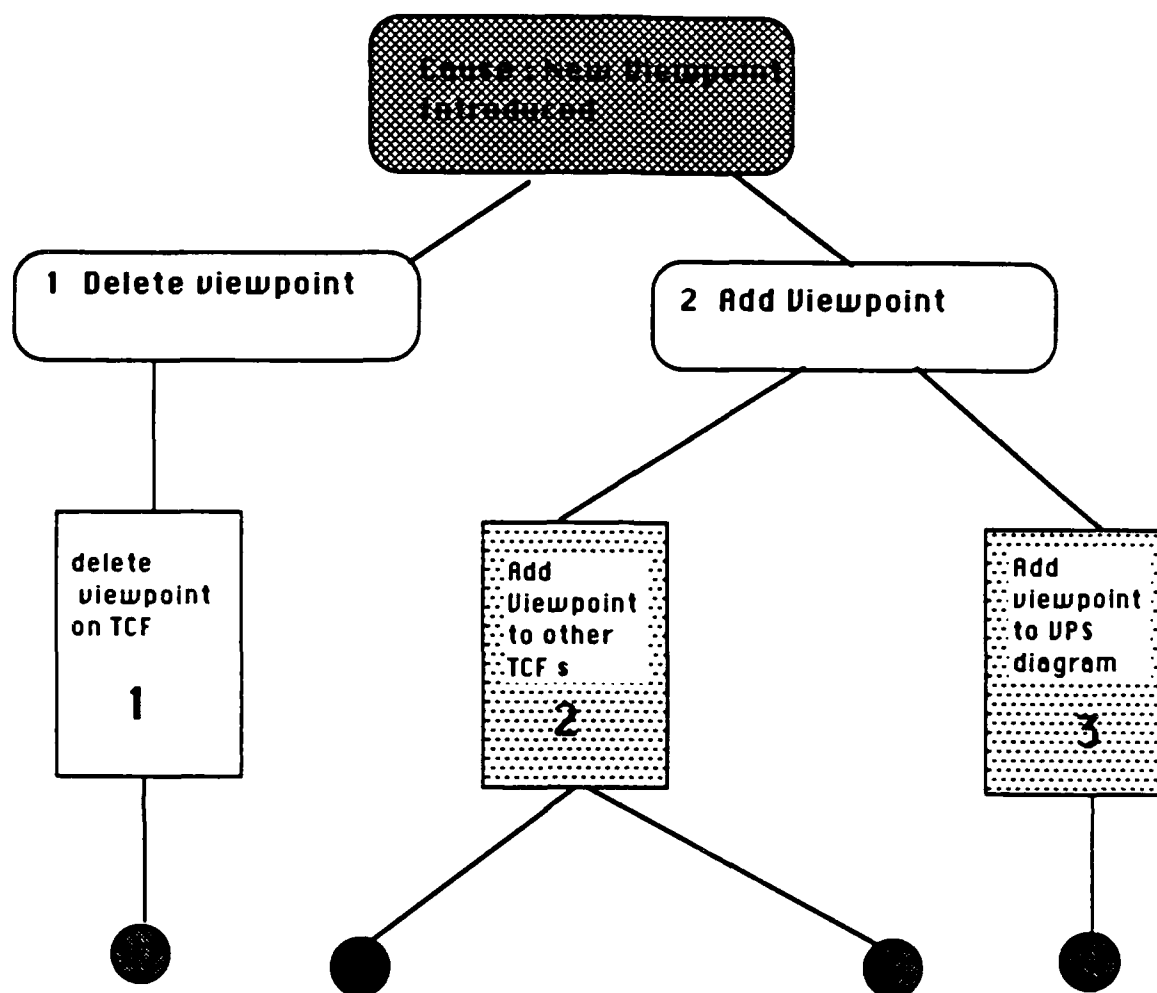 Cause : New Viewpoint
Introduced
1 Delete viewpoint
2 Add Viewpoint
delete
viewpoint
on TCF
1
Add
Viewpoint
to other
TCF s
2
Add
viewpoint
to VPS
diagram
3